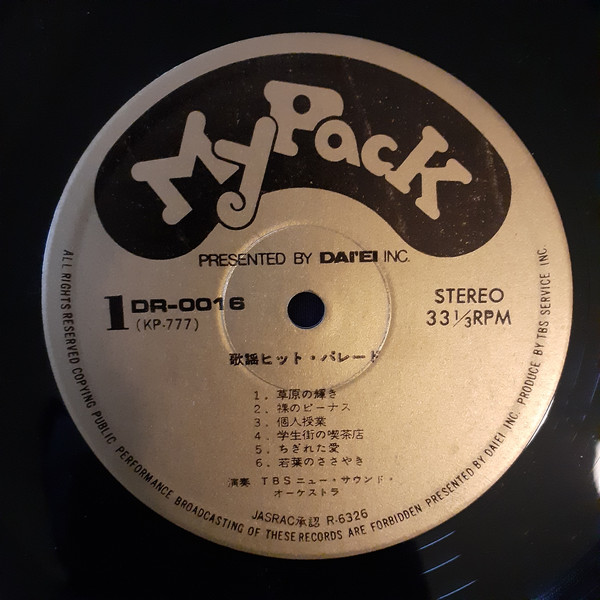 My Pack
PRESENTED BY DAI'EI INC.
1 DR-0016
(KP-777)
STEREO
33 1/3 RPM
歌謡ヒット・パレード
1. 草原の輝き
2. 裸のビーナス
3. 個人授業
4. 学生街の喫茶店
5. ちぎれた愛
6. 若葉のささやき
演奏 TBSニュー・サウンド・
オーケストラ
JASRAC承認 R-6326
ALL RIGHTS RESERVED COPYING PUBLIC PERFORMANCE BROADCASTING OF THESE RECORDS ARE FORBIDDEN PRESENTED BY DAIEI INC. PRODUCE BY TBS SERVICE INC.